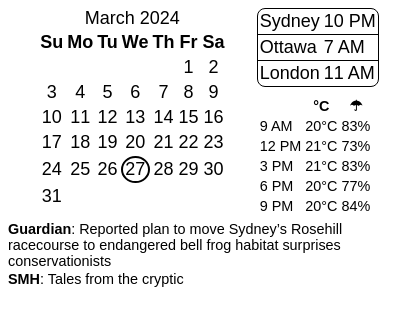 March 2024
Su Mo Tu We Th Fr Sa
1 2
3 4 5 6 7 8 9
10 11 12 13 14 15 16
17 18 19 20 21 22 23
24 25 26 27 28 29 30
31
Sydney 10 PM
Ottawa 7 AM
London 11 AM
°C ☂
9 AM 20°C 83%
12 PM 21°C 73%
3 PM 21°C 83%
6 PM 20°C 77%
9 PM 20°C 84%
Guardian: Reported plan to move Sydney’s Rosehill
racecourse to endangered bell frog habitat surprises
conservationists
SMH: Tales from the cryptic